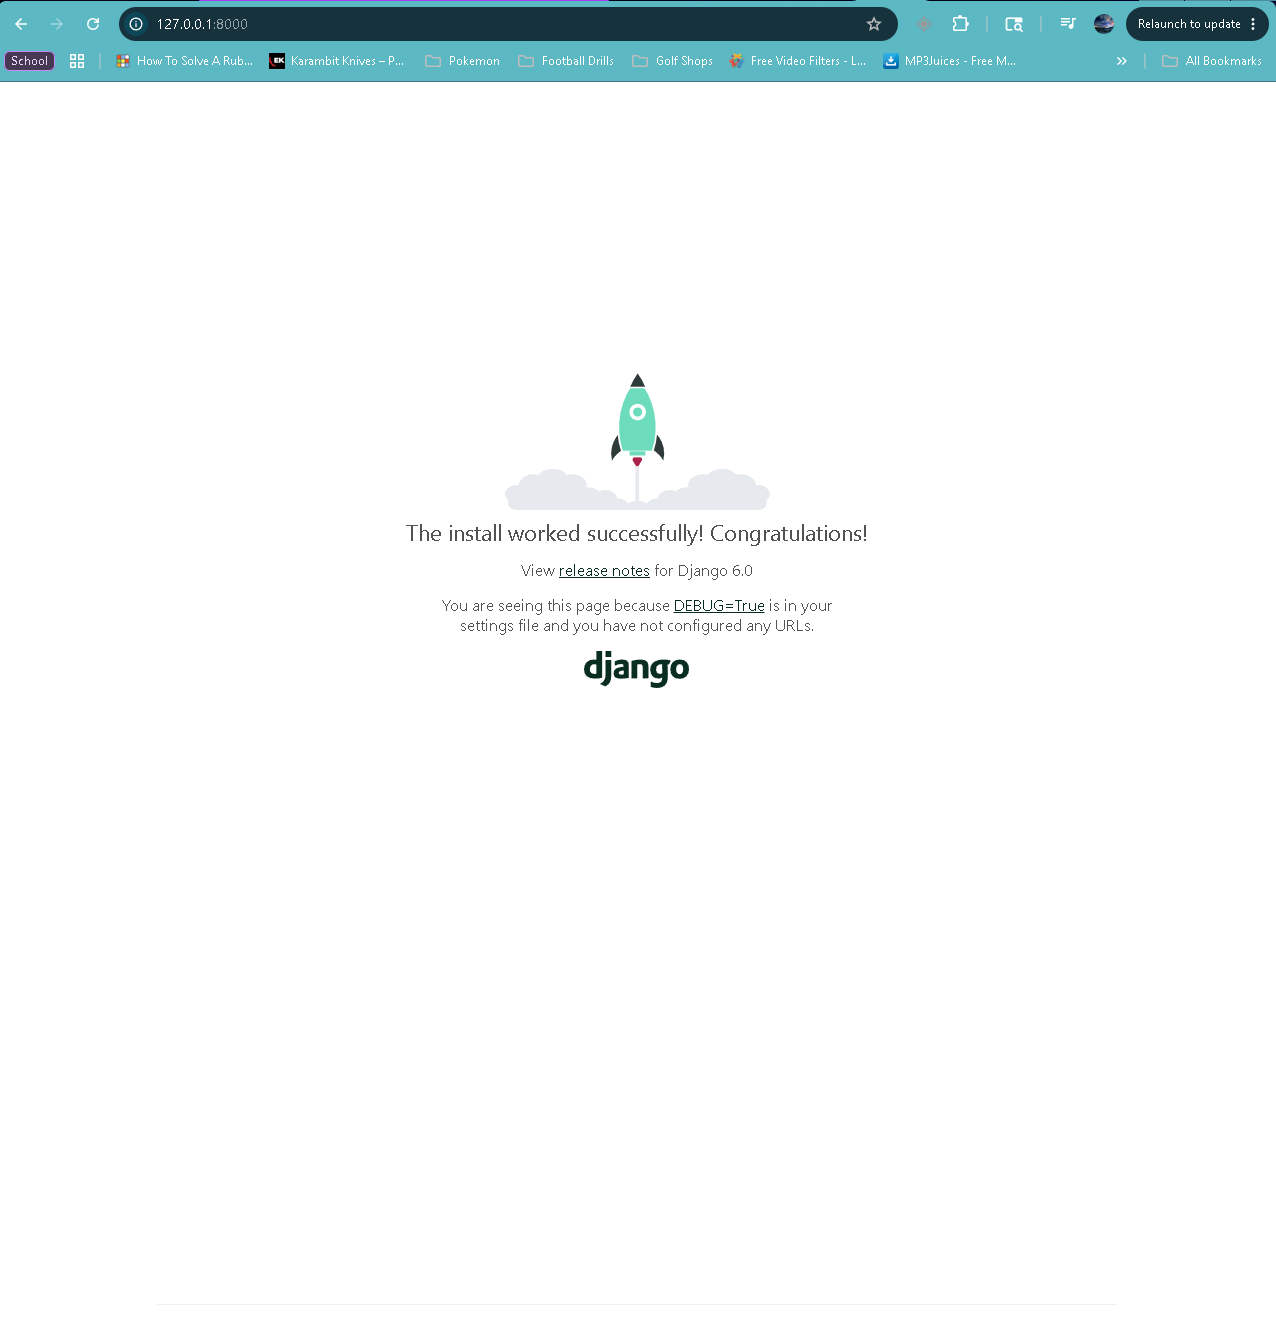 127.0.0.1:8000
Relaunch to update
School
How To Solve A Rub...
EK
Karambit Knives – P...
Pokemon
Football Drills
Golf Shops
Free Video Filters - L...
MP3Juices - Free M...
All Bookmarks
The install worked successfully! Congratulations!
View release notes for Django 6.0
You are seeing this page because DEBUG=True is in your
settings file and you have not configured any URLs.
django